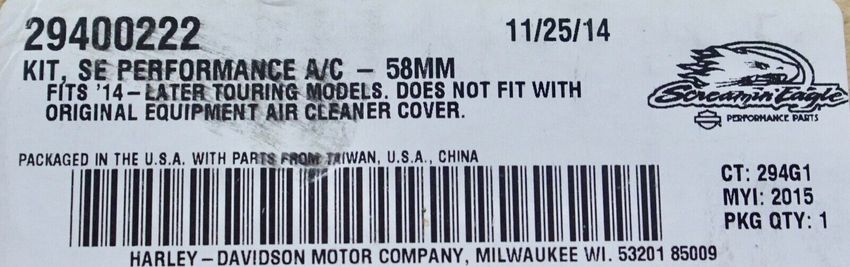 29400222 11/25/14
KIT, SE PERFORMANCE A/C – 58MM
FITS '14–LATER TOURING MODELS. DOES NOT FIT WITH
ORIGINAL EQUIPMENT AIR CLEANER COVER.
Screamin' Eagle
PERFORMANCE PARTS
PACKAGED IN THE U.S.A. WITH PARTS FROM TAIWAN, U.S.A., CHINA
CT: 294G1
MYI: 2015
PKG QTY: 1
HARLEY–DAVIDSON MOTOR COMPANY, MILWAUKEE WI. 53201 85009